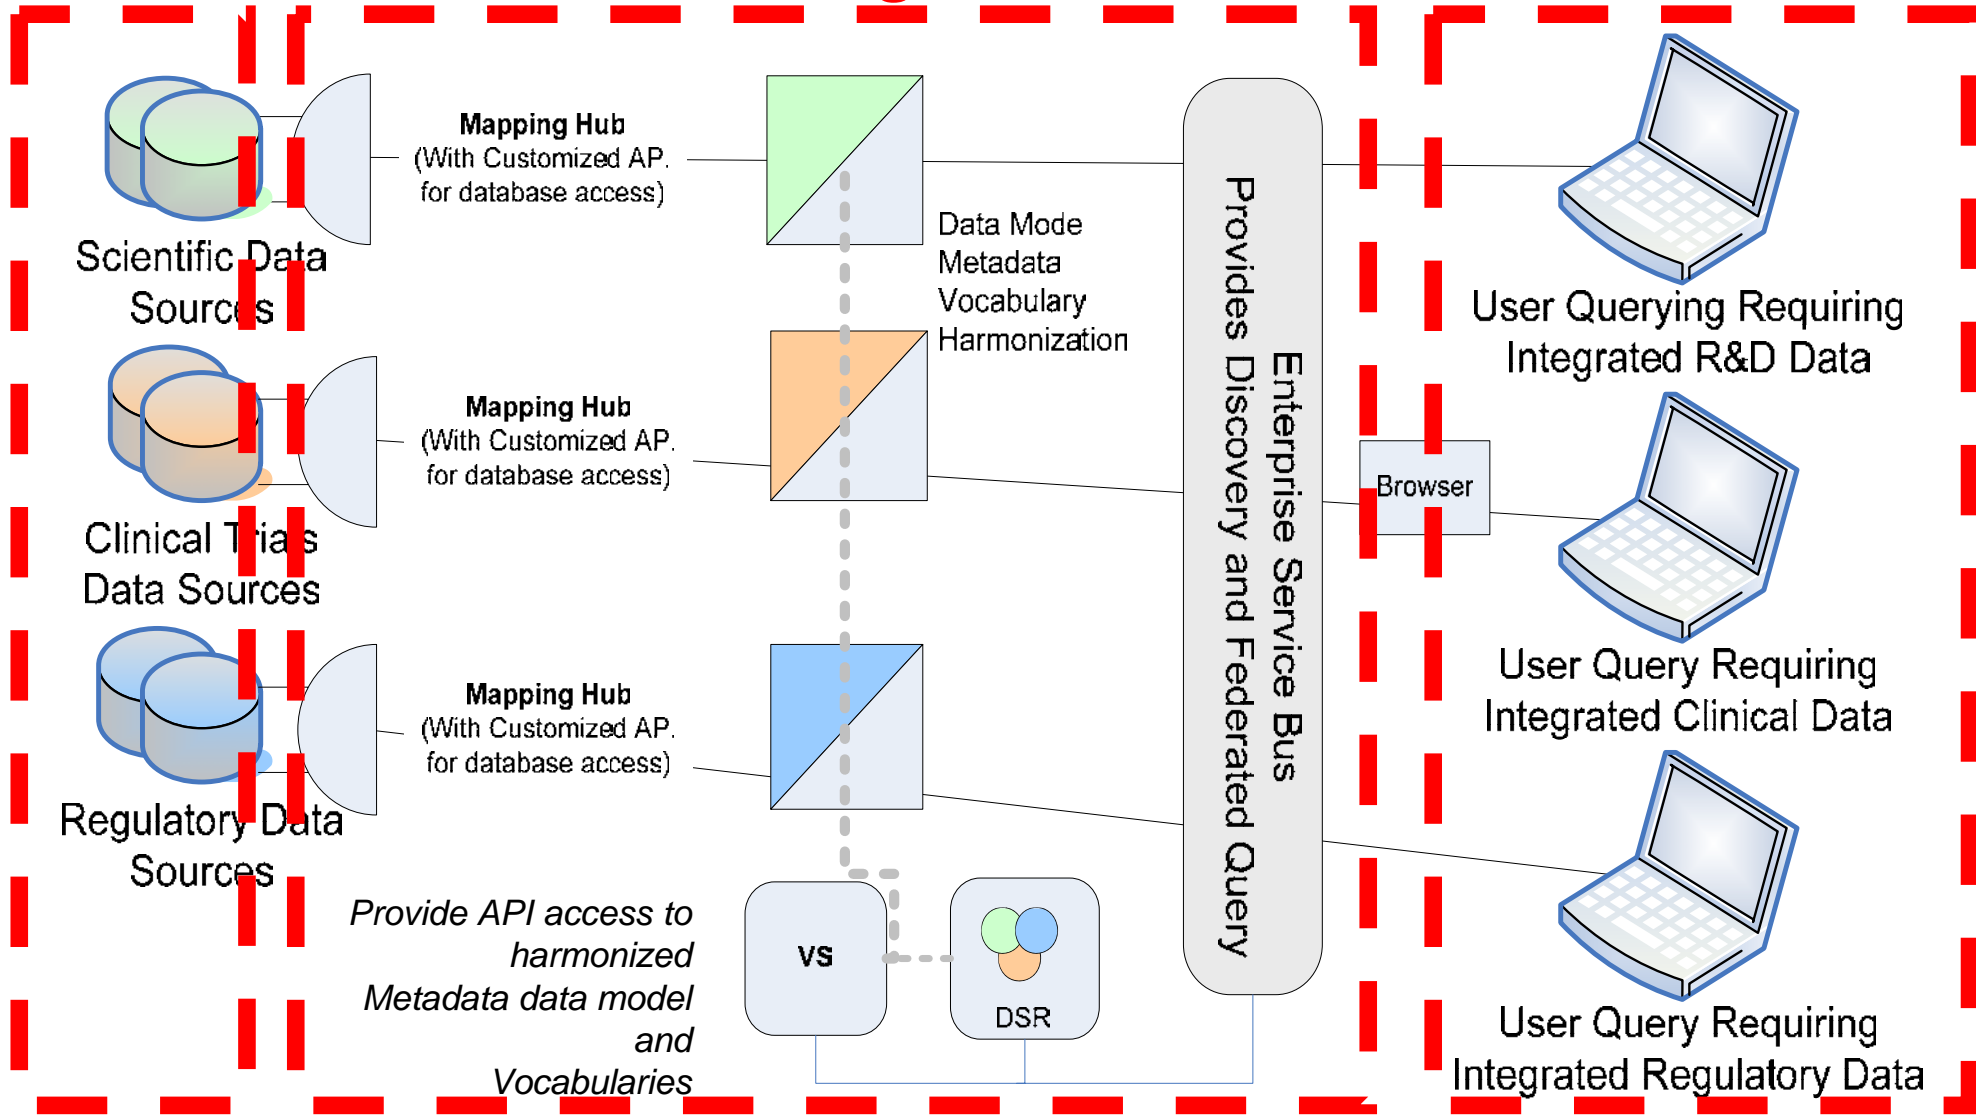 Mapping Hub
(With Customized AP.
for database access)
Scientific Data
Sources
Data Mode
Metadata
Vocabulary
Harmonization
Mapping Hub
(With Customized AP.
for database access)
Clinical Trials
Data Sources
Mapping Hub
(With Customized AP.
for database access)
Regulatory Data
Sources
Provide API access to
harmonized
Metadata data model
and
Vocabularies
VS
DSR
Enterprise Service Bus
Provides Discovery and Federated Query
Browser
User Querying Requiring
Integrated R&D Data
User Query Requiring
Integrated Clinical Data
User Query Requiring
Integrated Regulatory Data